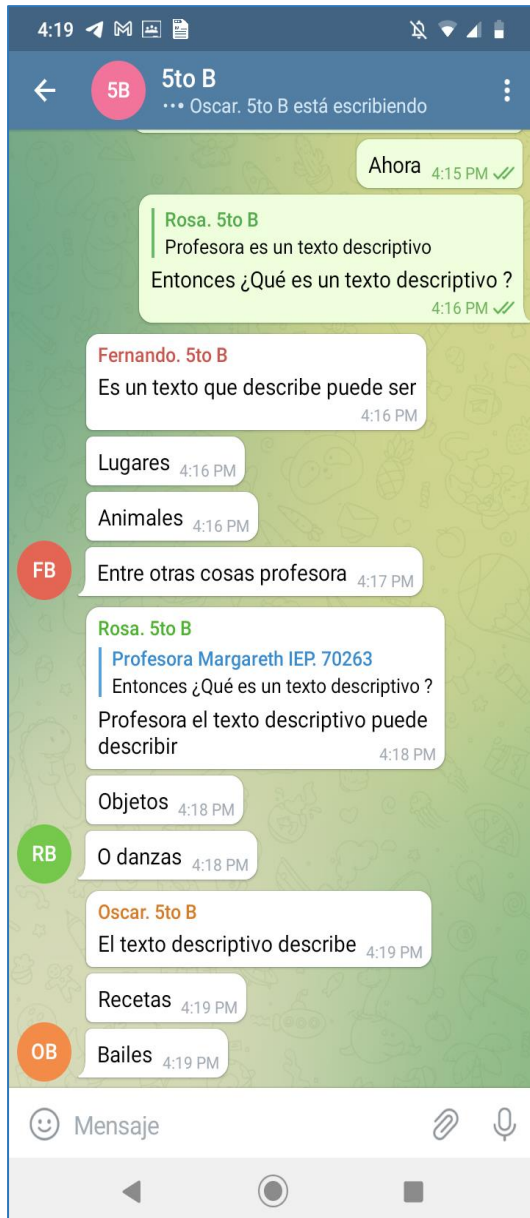 4:19
5B
5to B
••• Oscar. 5to B está escribiendo
Ahora 4:15 PM
Rosa. 5to B
Profesora es un texto descriptivo
Entonces ¿Qué es un texto descriptivo ?
4:16 PM
Fernando. 5to B
Es un texto que describe puede ser
4:16 PM
Lugares 4:16 PM
Animales 4:16 PM
FB
Entre otras cosas profesora 4:17 PM
Rosa. 5to B
Profesora Margareth IEP. 70263
Entonces ¿Qué es un texto descriptivo ?
Profesora el texto descriptivo puede
describir 4:18 PM
Objetos 4:18 PM
RB
O danzas 4:18 PM
Oscar. 5to B
El texto descriptivo describe 4:19 PM
Recetas 4:19 PM
OB
Bailes 4:19 PM
Mensaje